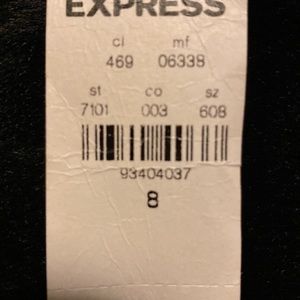 EXPRESS
cl mf
469 06338
st co sz
7101 003 608
93404037
8